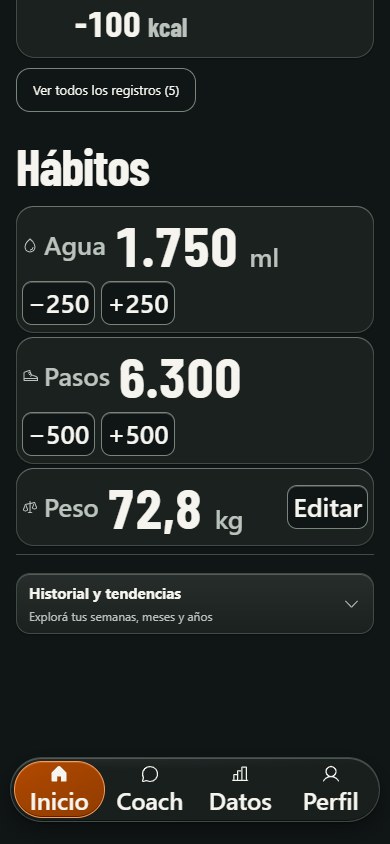 -100 kcal
Ver todos los registros (5)
Hábitos
Agua 1.750 ml
−250 +250
Pasos 6.300
−500 +500
Peso 72,8 kg Editar
Historial y tendencias
Explorá tus semanas, meses y años
Inicio Coach Datos Perfil